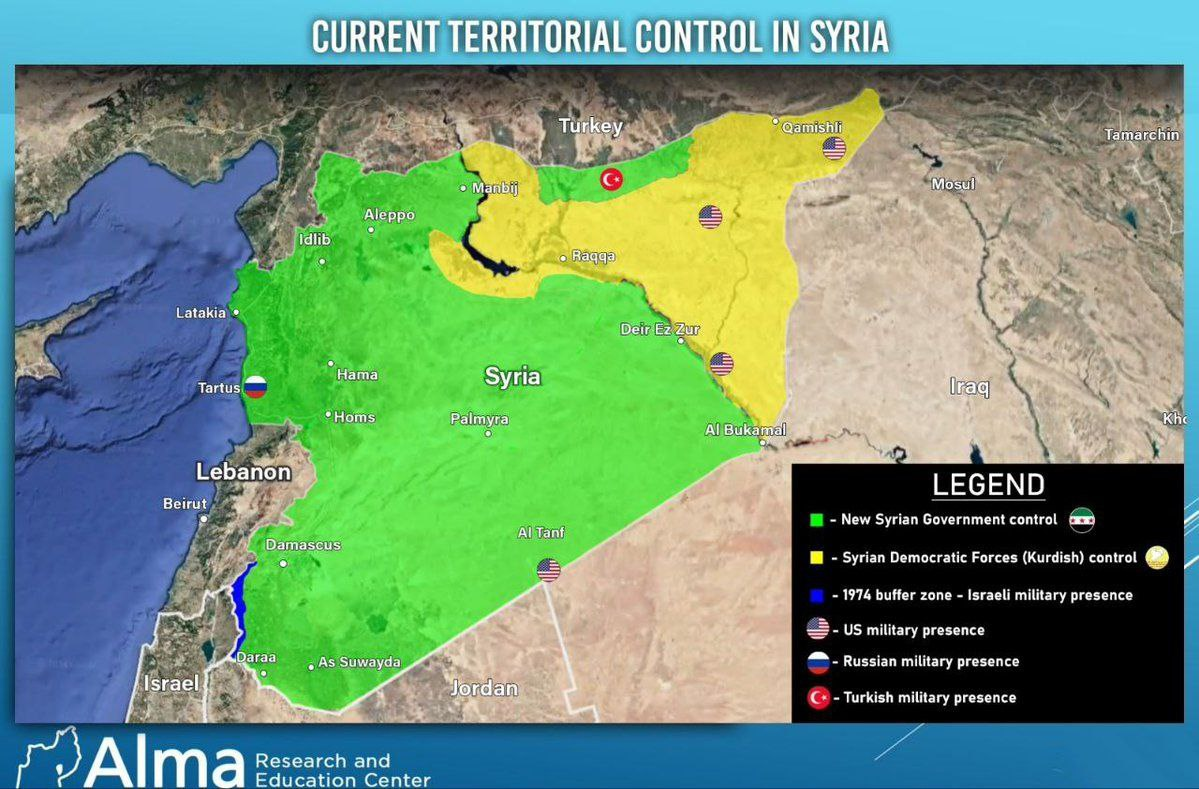 CURRENT TERRITORIAL CONTROL IN SYRIA
Turkey
Qamishli
Tamarchin
Manbij
Mosul
Aleppo
Idlib
Raqqa
Latakia
Deir Ez Zur
Hama
Syria
Tartus
Iraq
Homs
Palmyra
Al Bukamal
Kho
Lebanon
Beirut
Al Tanf
Damascus
Daraa
As Suwayda
Israel
Jordan
LEGEND
- New Syrian Government control
- Syrian Democratic Forces (Kurdish) control
- 1974 buffer zone - Israeli military presence
- US military presence
- Russian military presence
- Turkish military presence
Alma Research and
Education Center